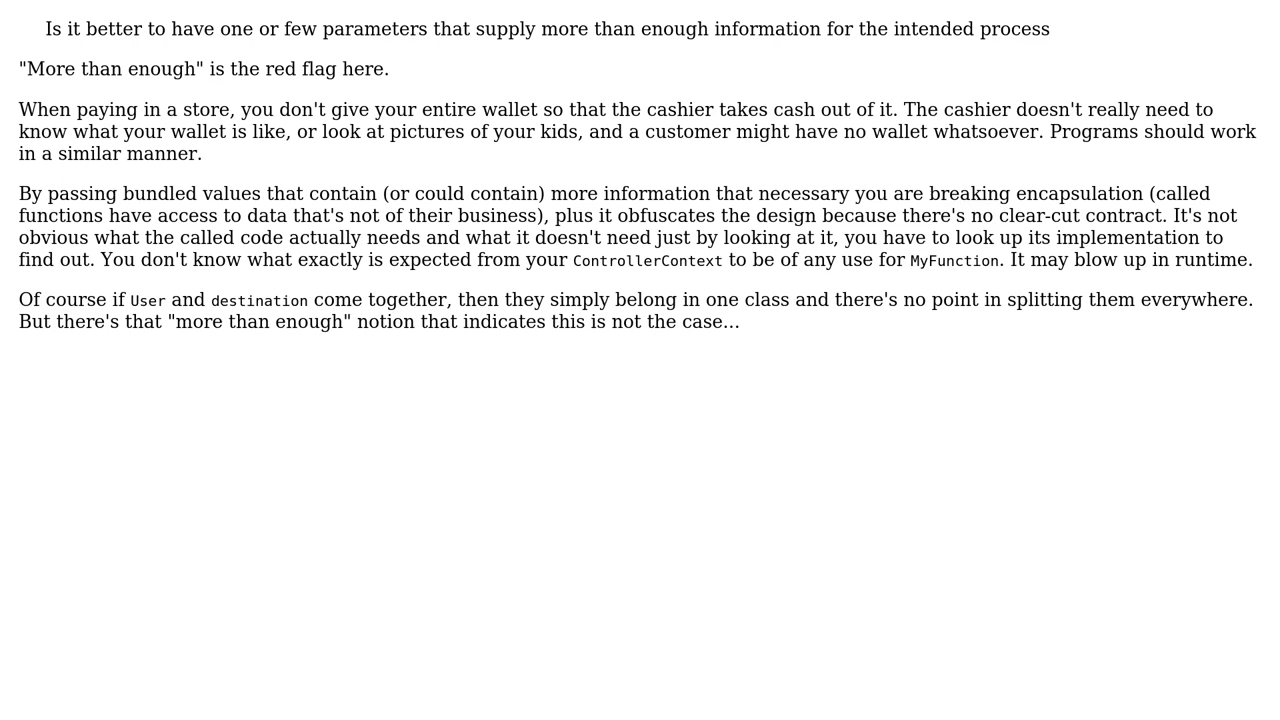 Is it better to have one or few parameters that supply more than enough information for the intended process
"More than enough" is the red flag here.
When paying in a store, you don't give your entire wallet so that the cashier takes cash out of it. The cashier doesn't really need to
know what your wallet is like, or look at pictures of your kids, and a customer might have no wallet whatsoever. Programs should work
in a similar manner.
By passing bundled values that contain (or could contain) more information that necessary you are breaking encapsulation (called
functions have access to data that's not of their business), plus it obfuscates the design because there's no clear-cut contract. It's not
obvious what the called code actually needs and what it doesn't need just by looking at it, you have to look up its implementation to
find out. You don't know what exactly is expected from your ControllerContext to be of any use for MyFunction. It may blow up in runtime.
Of course if User and destination come together, then they simply belong in one class and there's no point in splitting them everywhere.
But there's that "more than enough" notion that indicates this is not the case...